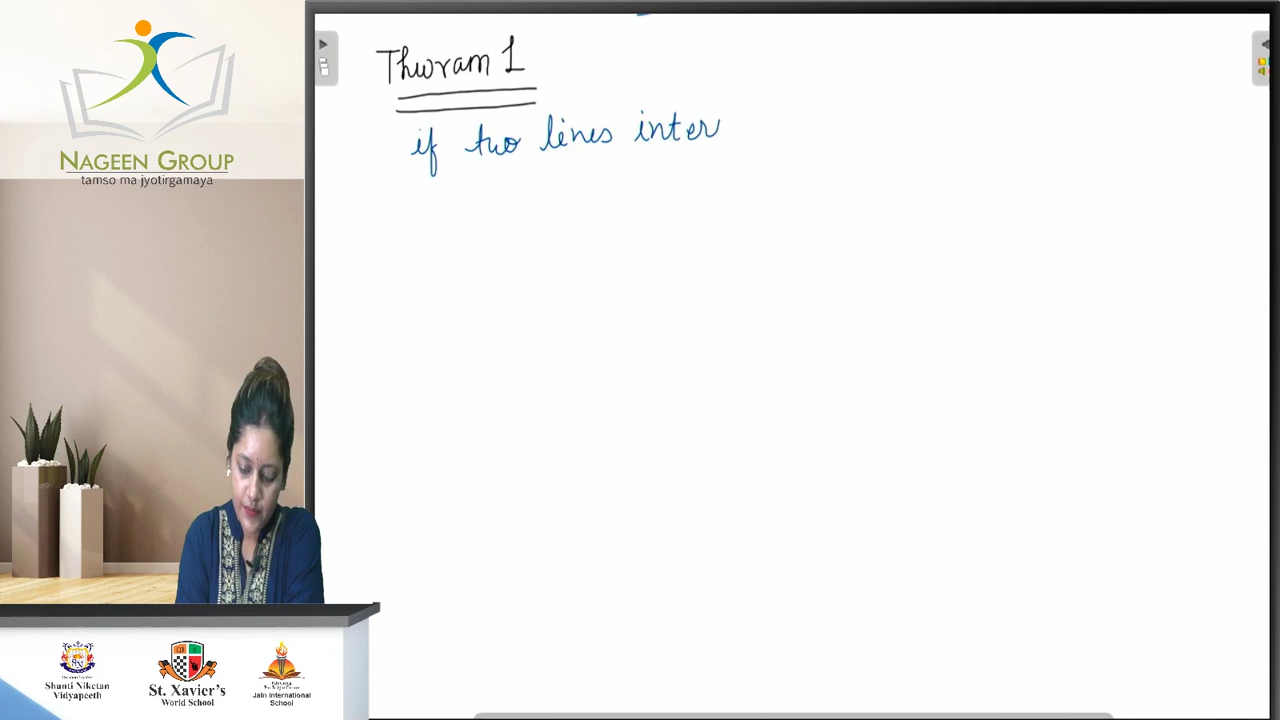 Theoram 1
if two lines inter
NAGEEN GROUP
tamso ma jyotirgamaya
Shanti Niketan
Vidyapeeth
St. Xavier's
World School
Jain International
School